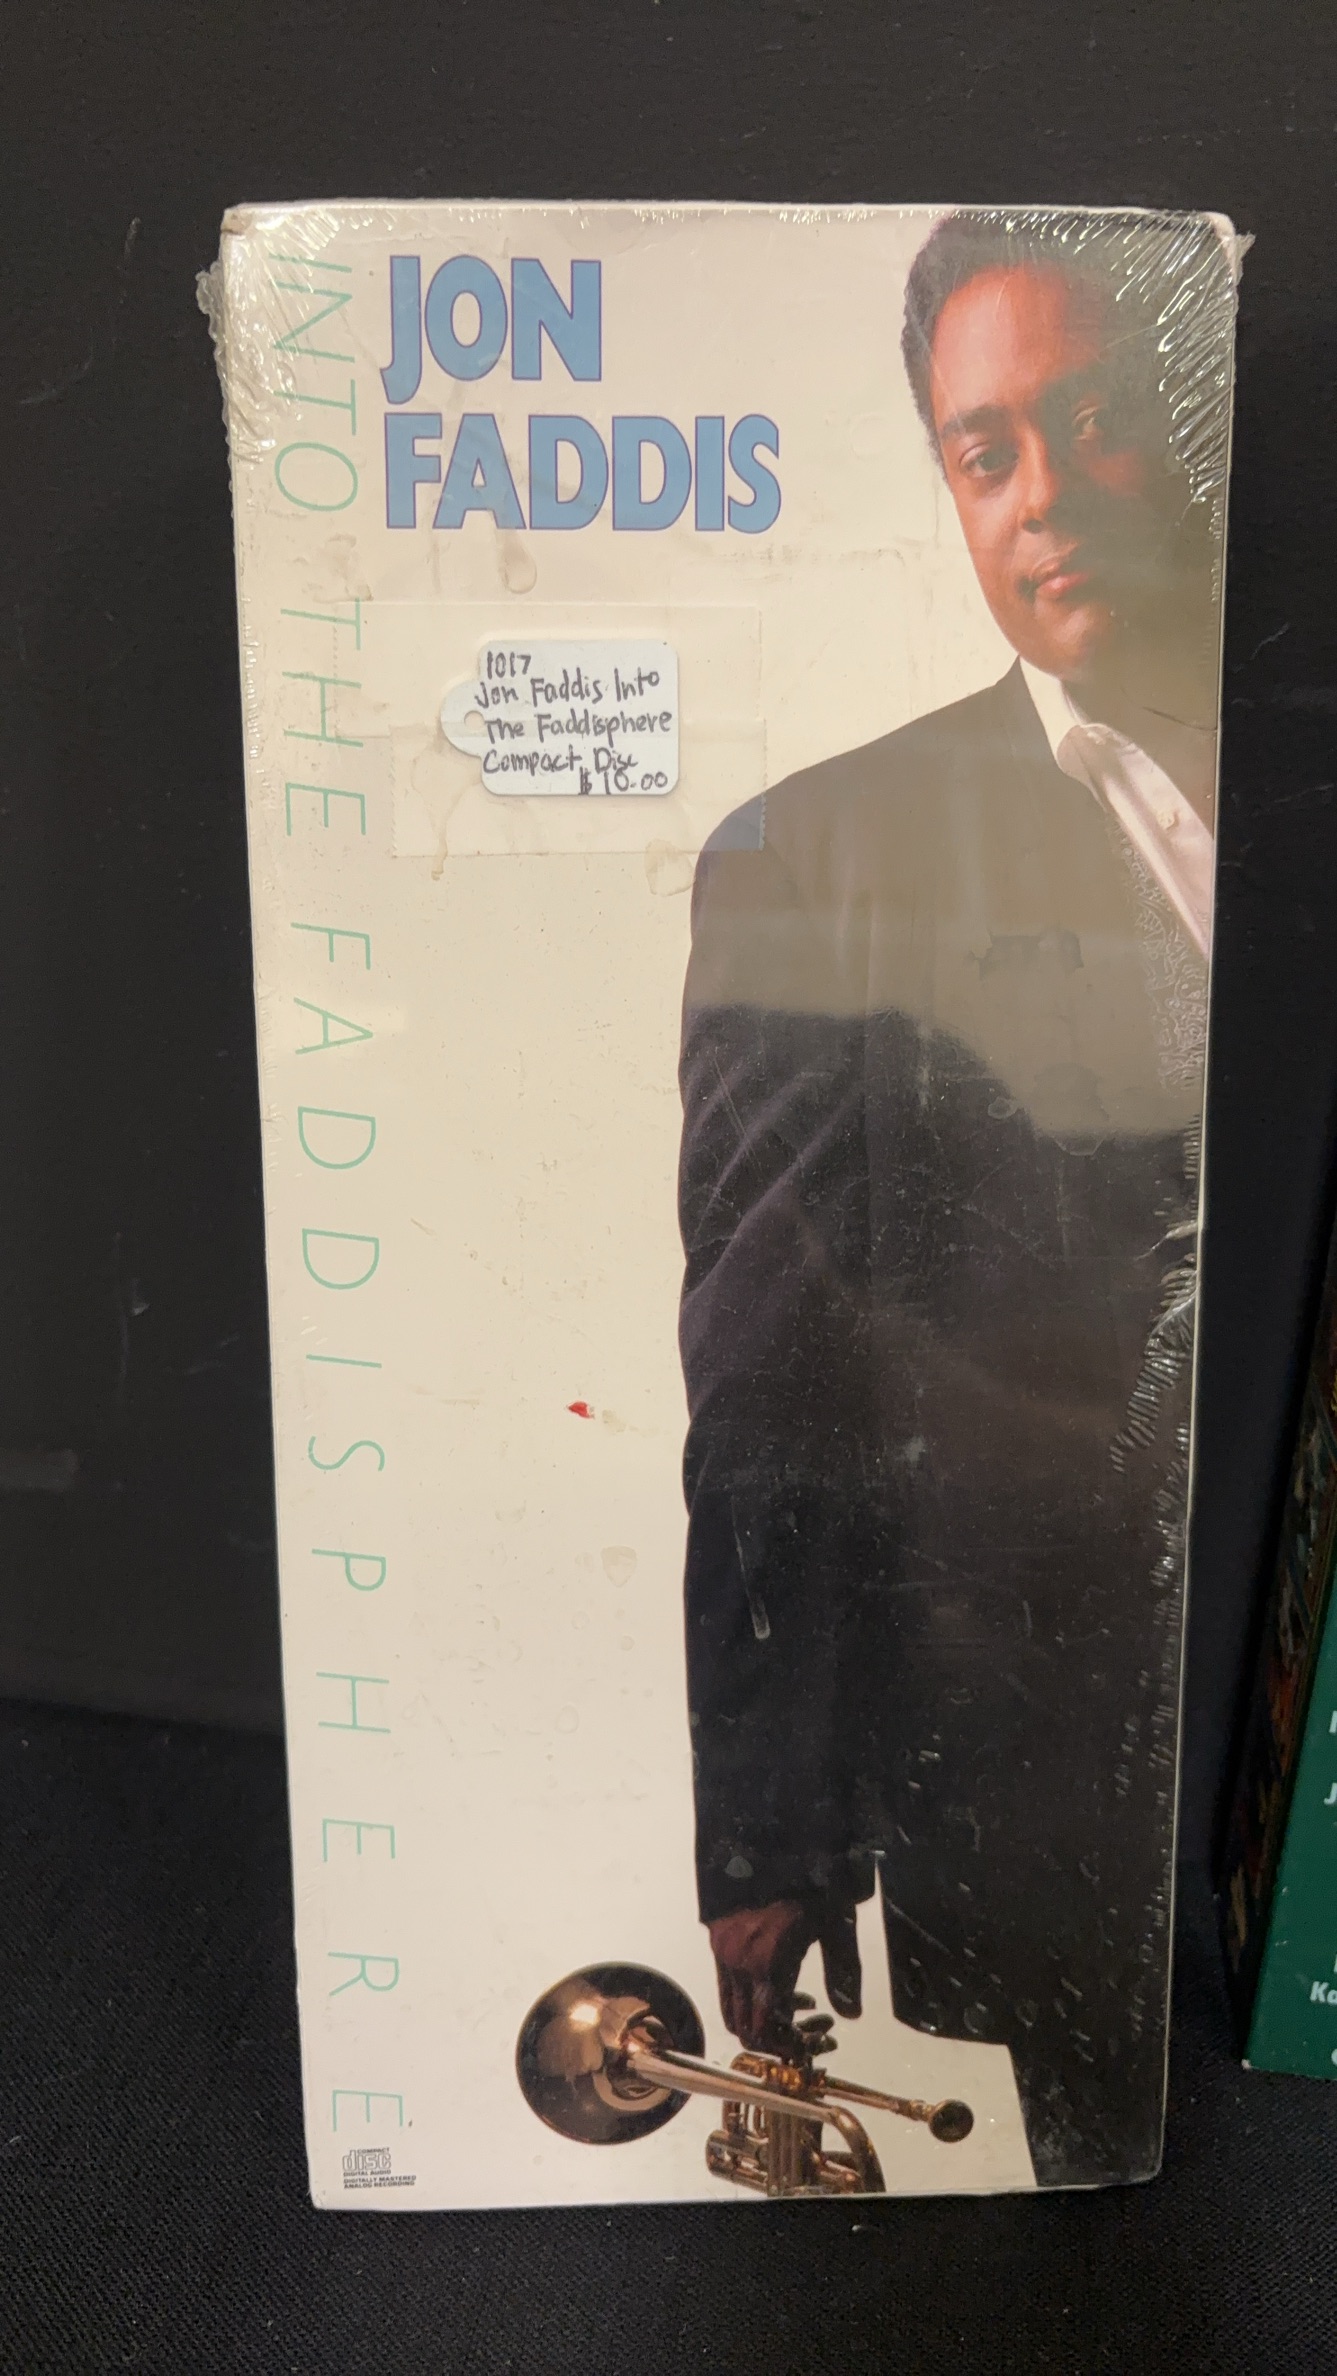 JON
FADDIS
INTO THE FADDISPHERE
1017
Jon Faddis Into
The Faddisphere
Compact Disc
$10.00
COMPACT
disc
DIGITAL AUDIO
DIGITALLY MASTERED
ANALOG RECORDING